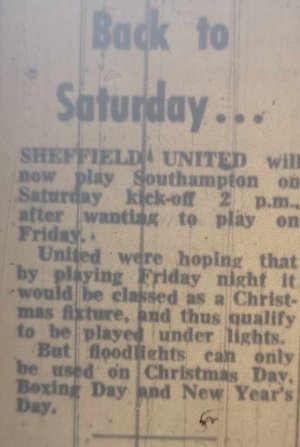 Back to
Saturday...
SHEFFIELD UNITED will
now play Southampton on
Saturday kick-off 2 p.m.,
after wanting to play on
Friday.
United were hoping that
by playing Friday night it
would be classed as a Christ-
mas fixture, and thus qualify
to be played under lights.
But floodlights can only
be used on Christmas Day,
Boxing Day and New Year's
Day.